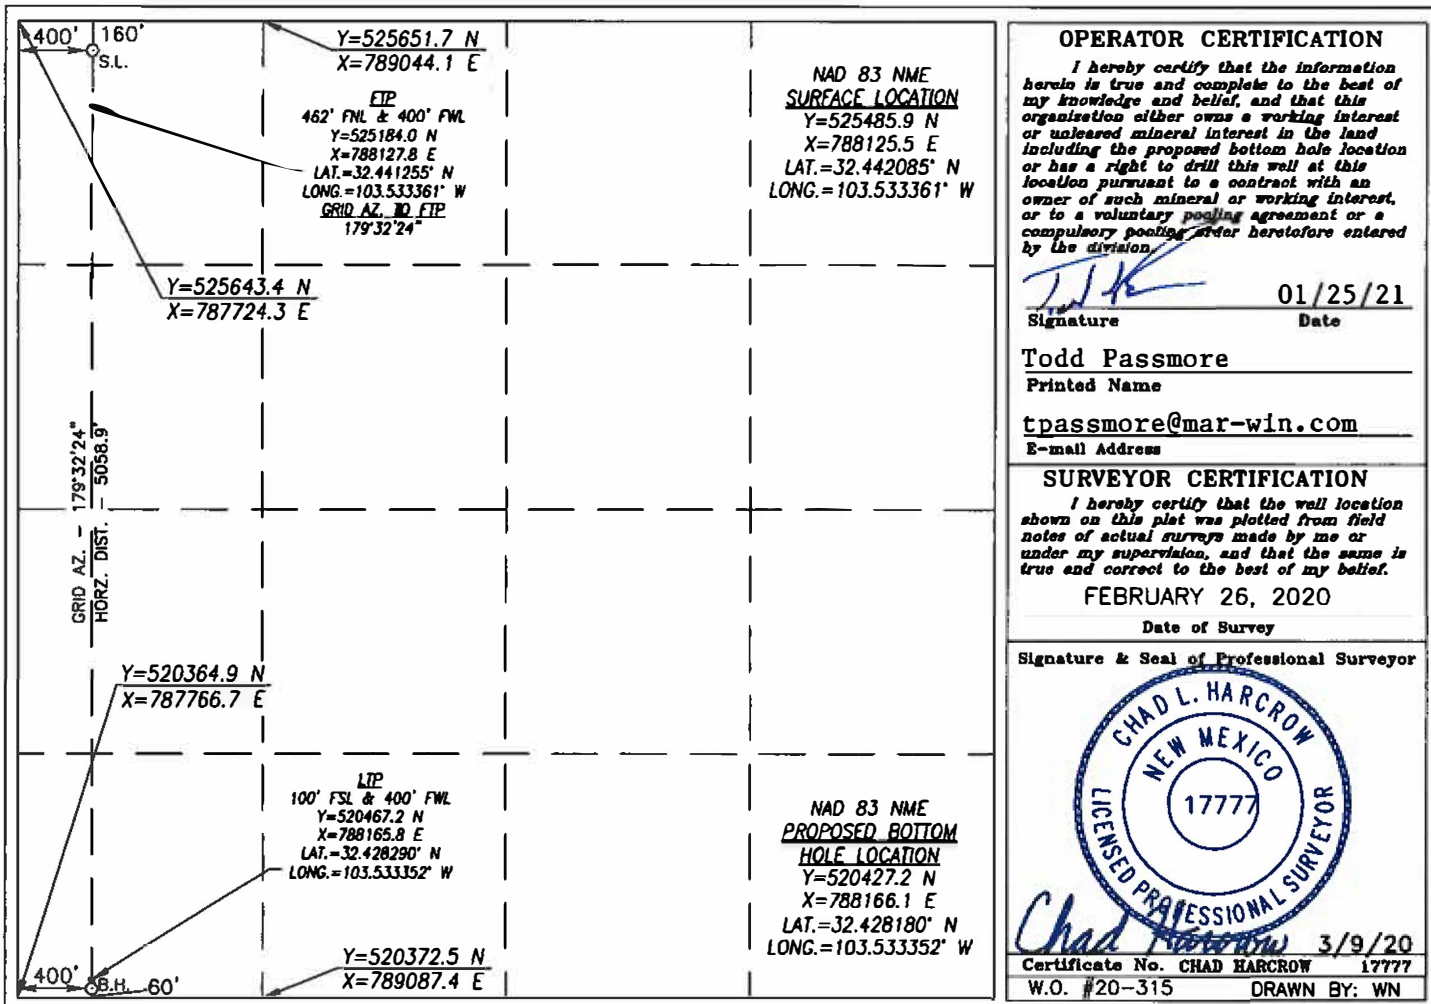 400'
160'
S.L.
Y=525651.7 N
X=789044.1 E
FTP
462' FNL & 400' FWL
Y=525184.0 N
X=788127.8 E
LAT.=32.441255° N
LONG.=103.533361° W
GRID AZ. TO FTP
179°32'24"
NAD 83 NME
SURFACE LOCATION
Y=525485.9 N
X=788125.5 E
LAT.=32.442085° N
LONG.=103.533361° W
Y=525643.4 N
X=787724.3 E
GRID AZ. - 179°32'24"
HORZ. DIST. - 5058.9'
Y=520364.9 N
X=787766.7 E
LTP
100' FSL & 400' FWL
Y=520467.2 N
X=788165.8 E
LAT.=32.428290° N
LONG.=103.533352° W
NAD 83 NME
PROPOSED BOTTOM
HOLE LOCATION
Y=520427.2 N
X=788166.1 E
LAT.=32.428180° N
LONG.=103.533352° W
Y=520372.5 N
X=789087.4 E
400'
B.H.
60'
OPERATOR CERTIFICATION
I hereby certify that the information
herein is true and complete to the best of
my knowledge and belief, and that this
organization either owns a working interest
or unleased mineral interest in the land
including the proposed bottom hole location
or has a right to drill this well at this
location pursuant to a contract with an
owner of such mineral or working interest,
or to a voluntary pooling agreement or a
compulsory pooling order heretofore entered
by the division.
01/25/21
Signature Date
Todd Passmore
Printed Name
tpassmore@mar-win.com
E-mail Address
SURVEYOR CERTIFICATION
I hereby certify that the well location
shown on this plat was plotted from field
notes of actual surveys made by me or
under my supervision, and that the same is
true and correct to the best of my belief.
FEBRUARY 26, 2020
Date of Survey
Signature & Seal of Professional Surveyor
CHAD L. HARCROW
NEW MEXICO
17777
LICENSED PROFESSIONAL SURVEYOR
Chad Harcrow 3/9/20
Certificate No. CHAD HARCROW 17777
W.O. #20-315 DRAWN BY: WN